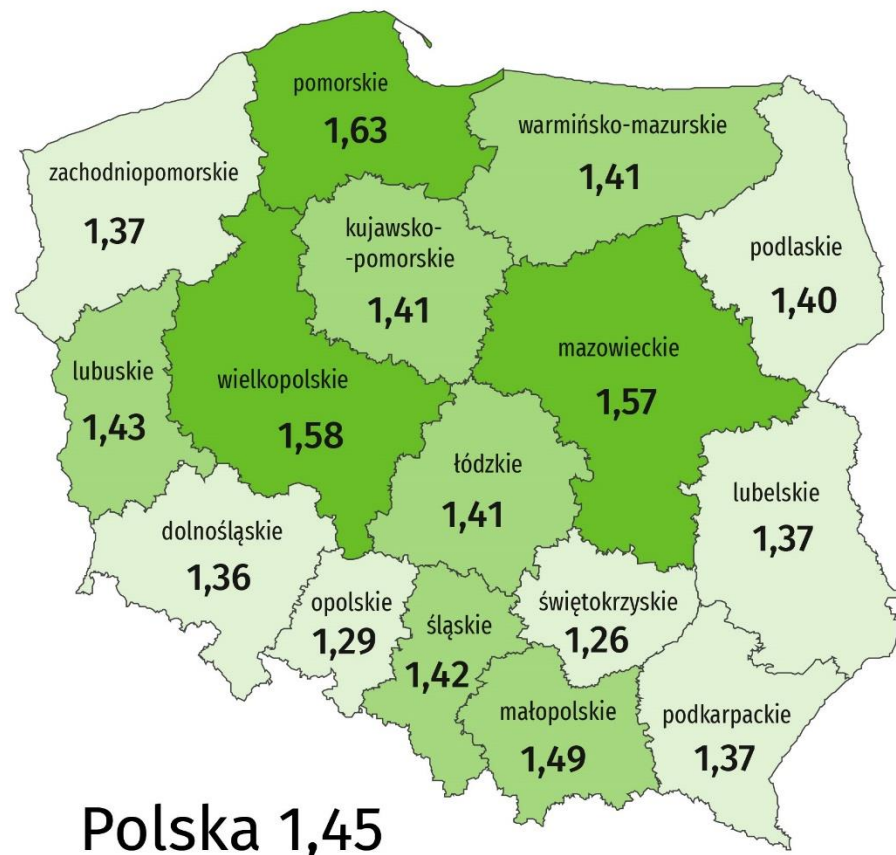 pomorskie
1,63
warmińsko-mazurskie
1,41
zachodniopomorskie
1,37
kujawsko-
-pomorskie
1,41
podlaskie
1,40
mazowieckie
1,57
lubuskie
1,43
wielkopolskie
1,58
łódzkie
1,41
lubelskie
1,37
dolnośląskie
1,36
opolskie
1,29
śląskie
1,42
świętokrzyskie
1,26
małopolskie
1,49
podkarpackie
1,37
Polska 1,45